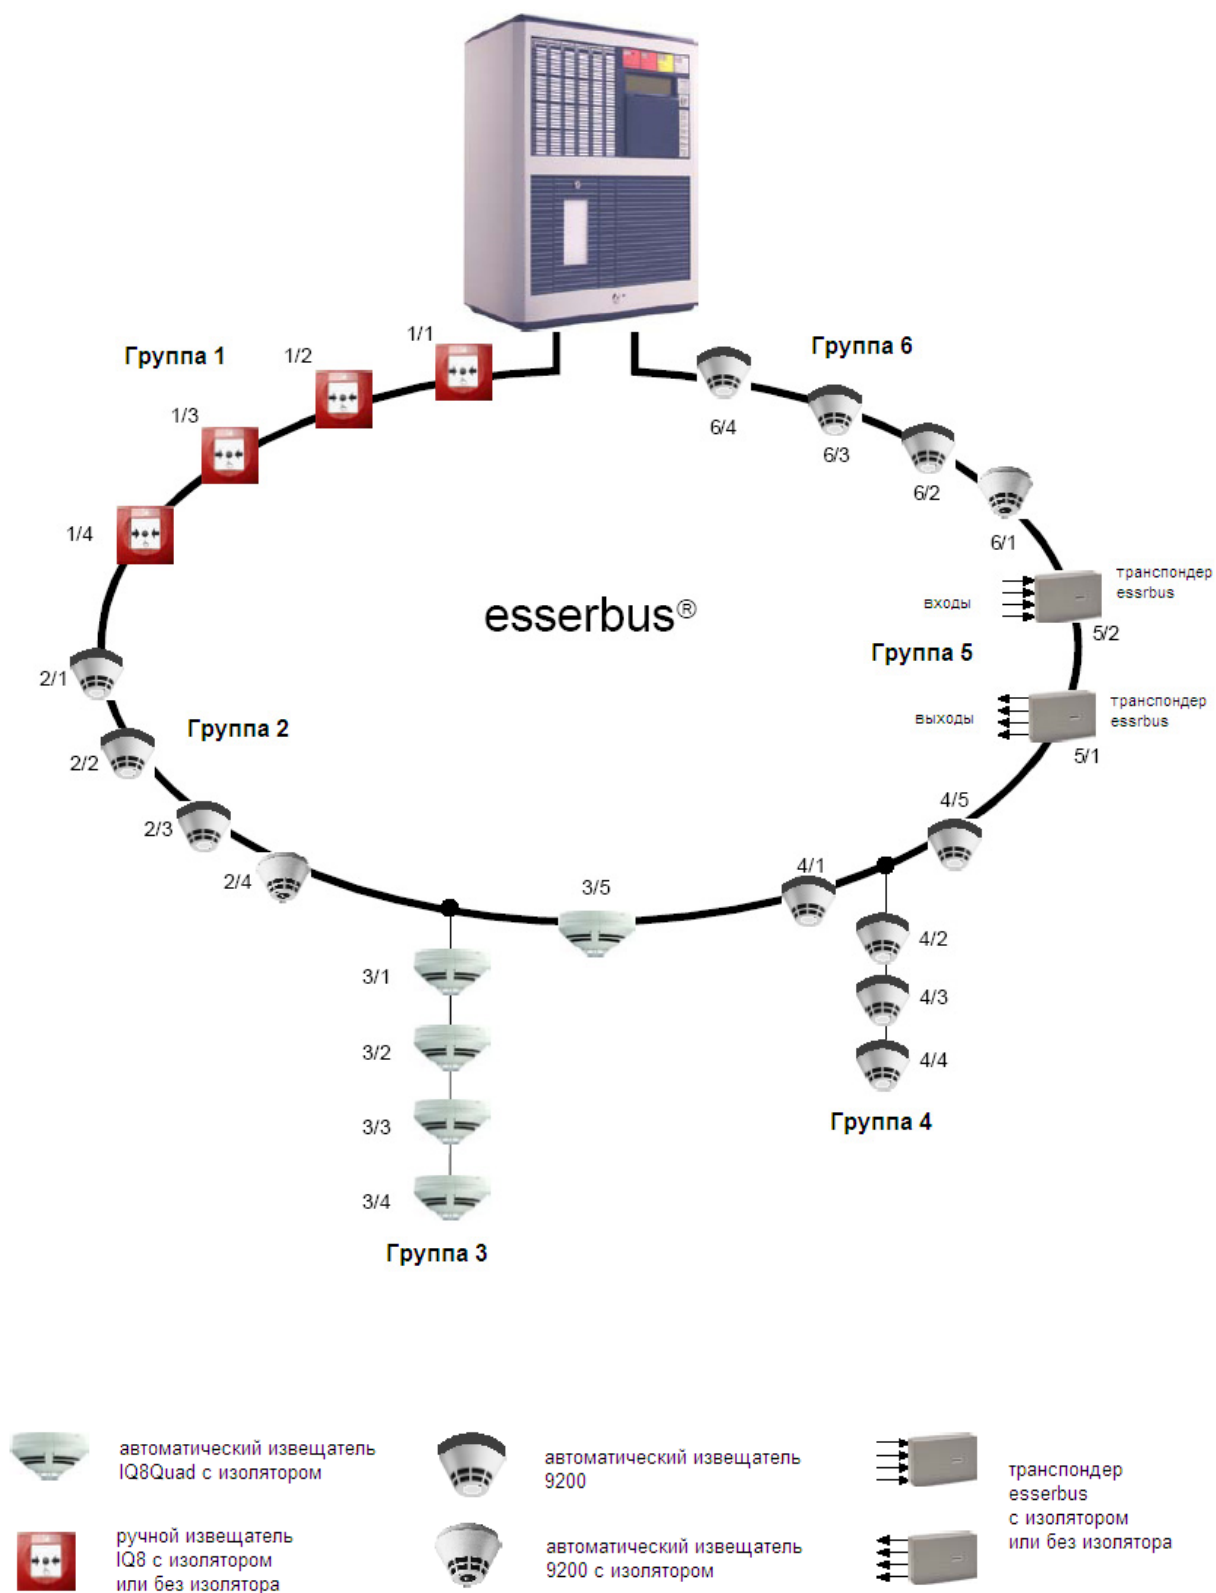 1/1
Группа 1
1/2
Группа 6
1/3
6/4
6/3
6/2
1/4
6/1
транспондер
essrbus
входы
esserbus®
5/2
Группа 5
2/1
транспондер
essrbus
выходы
Группа 2
5/1
2/2
4/5
2/3
4/1
2/4
3/5
4/2
3/1
4/3
3/2
4/4
Группа 4
3/3
3/4
Группа 3
автоматический извещатель
IQ8Quad с изолятором
автоматический извещатель
9200
транспондер
esserbus
с изолятором
или без изолятора
ручной извещатель
IQ8 с изолятором
или без изолятора
автоматический извещатель
9200 с изолятором